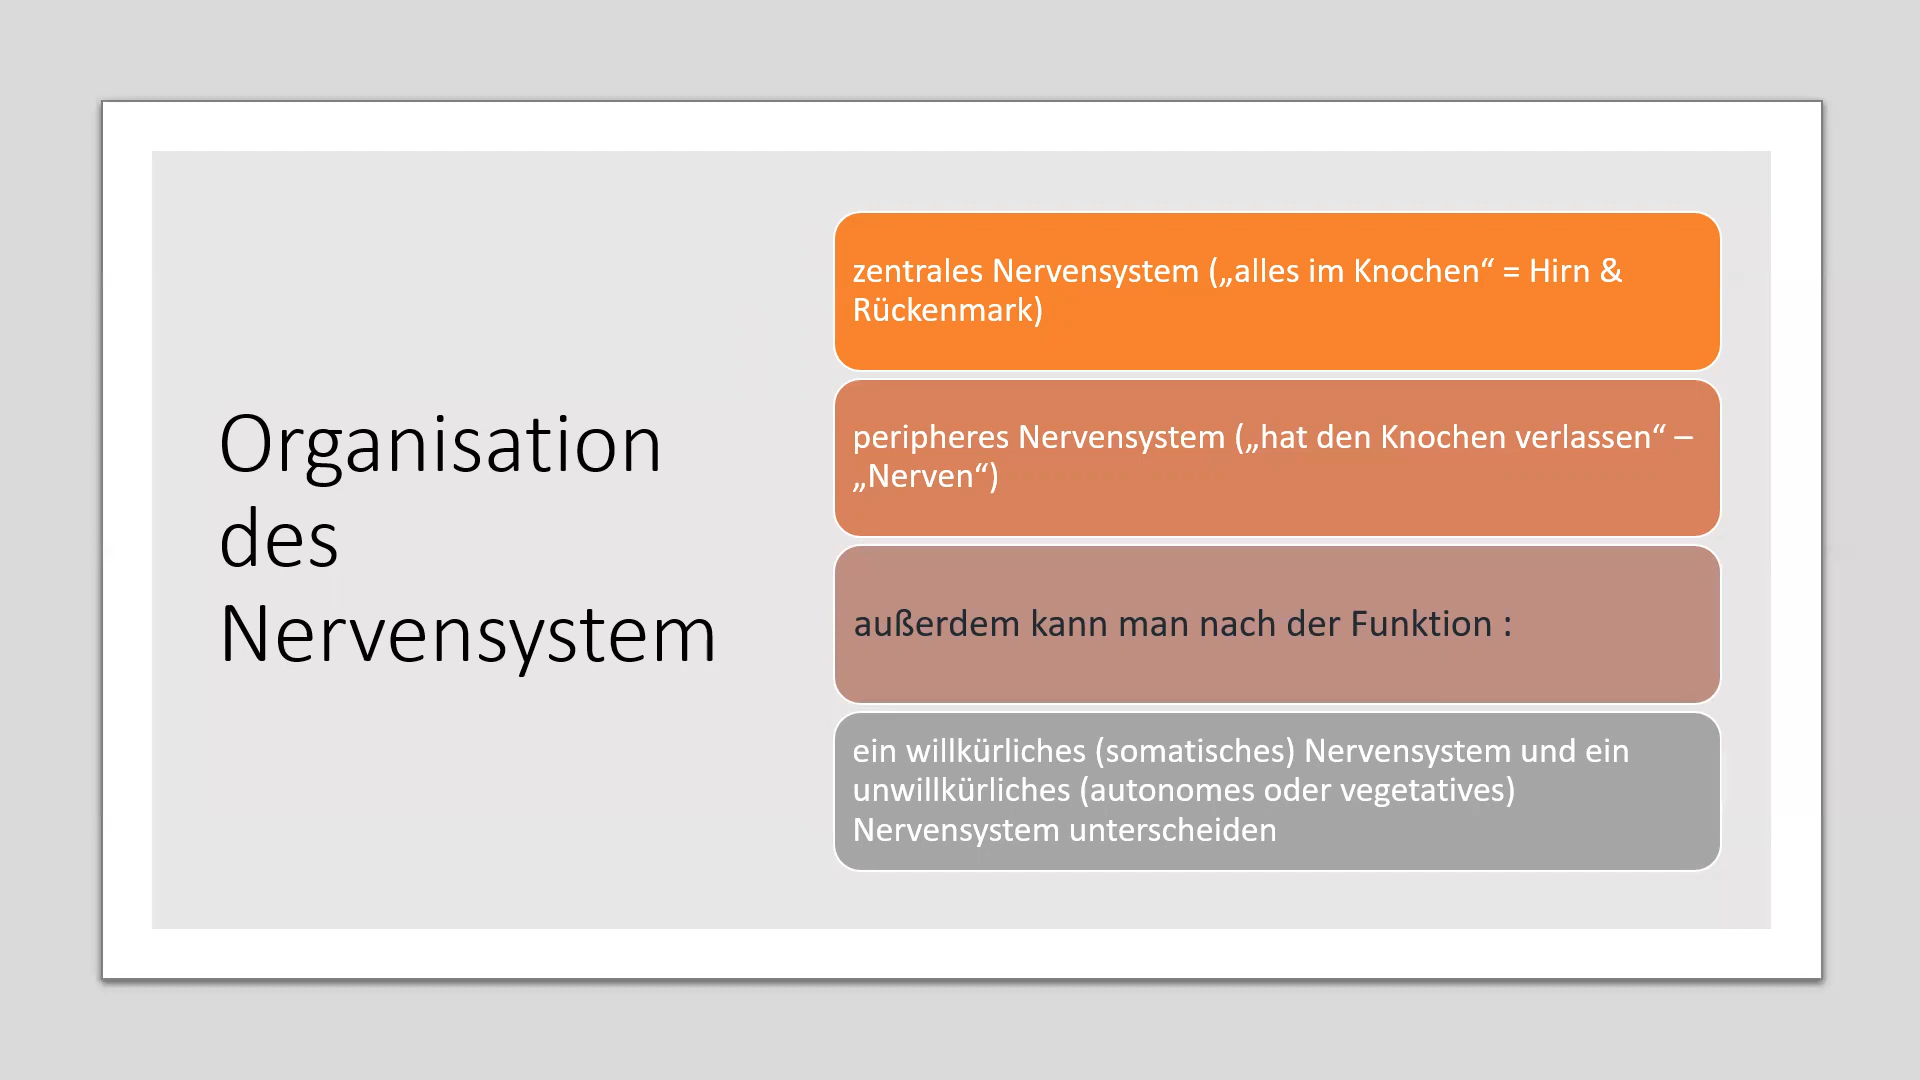 Organisation
des
Nervensystem
zentrales Nervensystem („alles im Knochen“ = Hirn &
Rückenmark)
peripheres Nervensystem („hat den Knochen verlassen“ –
„Nerven“)
außerdem kann man nach der Funktion :
ein willkürliches (somatisches) Nervensystem und ein
unwillkürliches (autonomes oder vegetatives)
Nervensystem unterscheiden